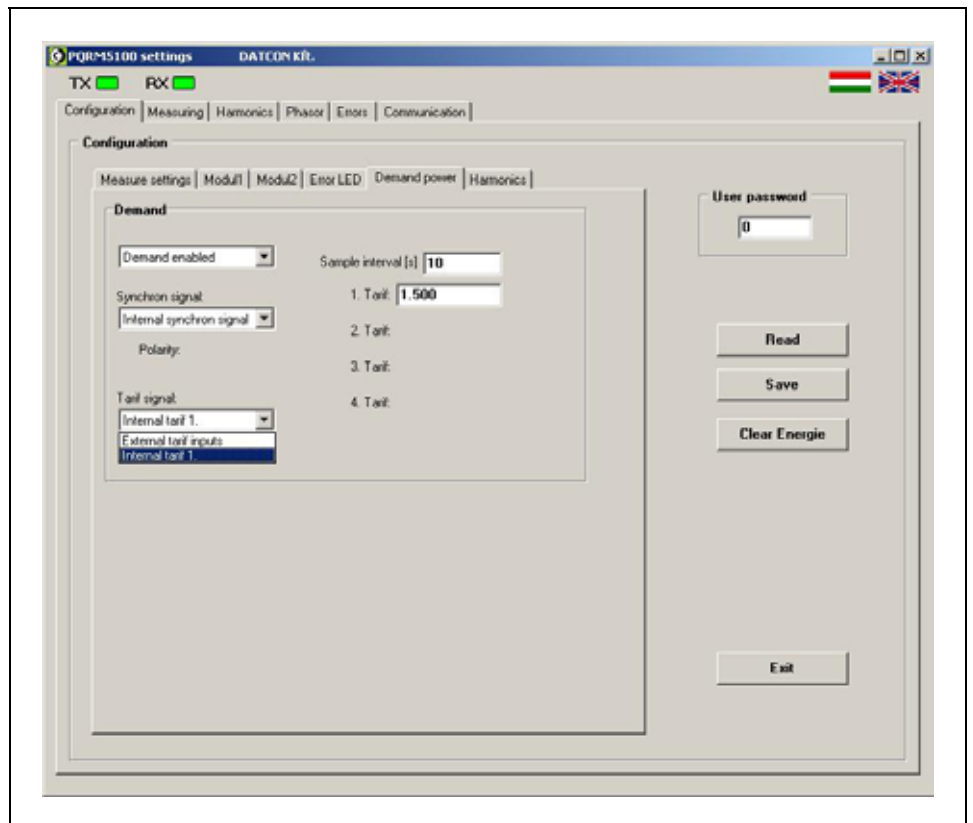 PQRM5100 settings DATCON Kft.
TX RX
Configuration Measuring Harmonics Phasor Errors Communication
Configuration
Measure settings Modul1 Modul2 Error LED Demand power Harmonics
Demand
Demand enabled
Synchron signal:
Internal synchron signal
Polarity:
Tarif signal:
Internal tarif 1.
External tarif inputs
Internal tarif 1.
Sample interval [s] 10
1. Tarif: 1.500
2. Tarif:
3. Tarif:
4. Tarif:
User password
0
Read
Save
Clear Energie
Exit